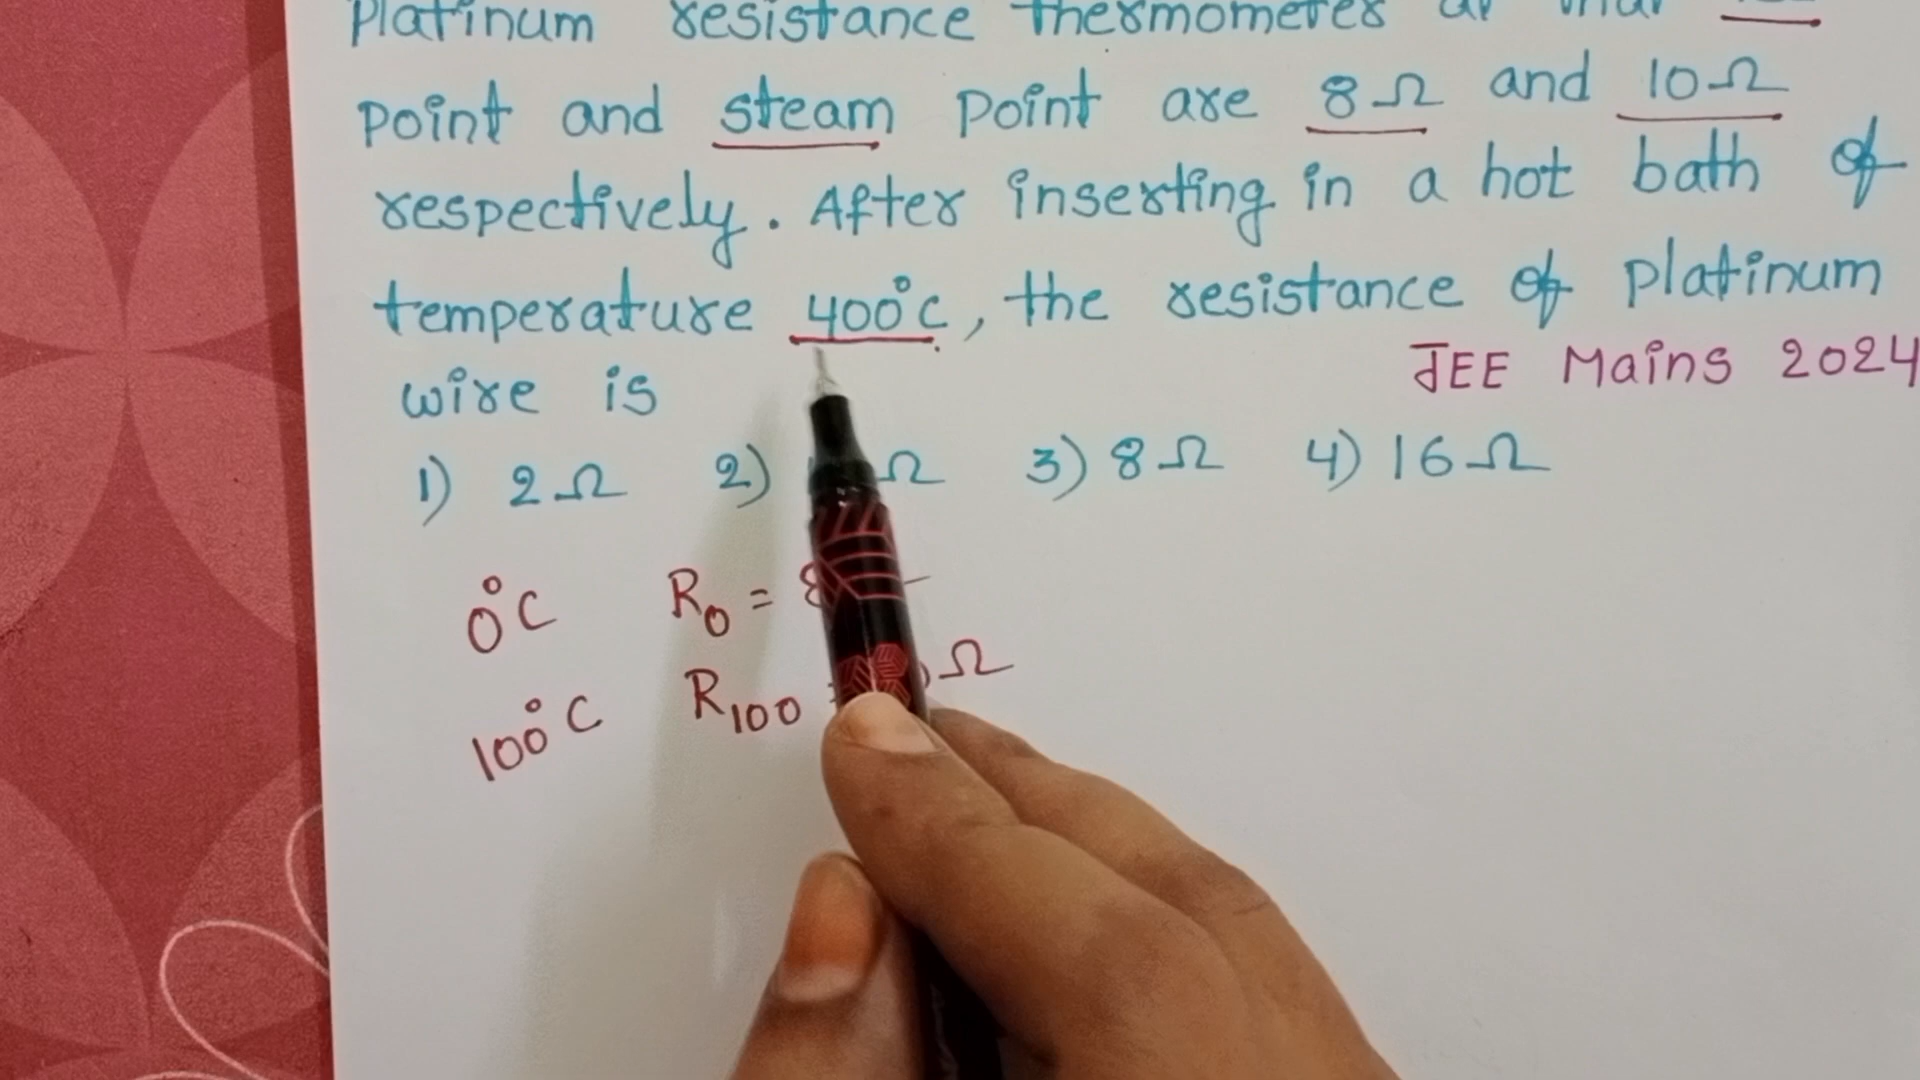 Platinum resistance thermometer at
point and steam point are 8Ω and 10Ω
respectively. After inserting in a hot bath of
temperature 400°C, the resistance of platinum
wire is
JEE Mains 2024
1) 2Ω 2) Ω 3) 8Ω 4) 16Ω
0°C R₀ = 8
100°C R₁₀₀ Ω